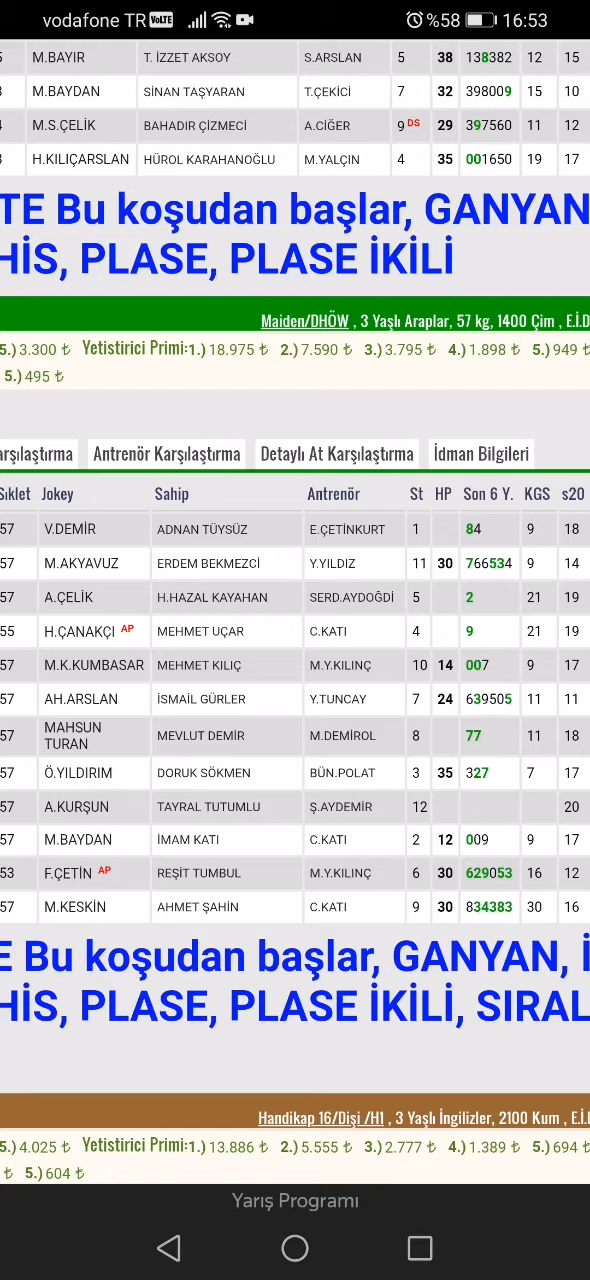 vodafone TR VoLTE %58 16:53
5 M.BAYIR T. İZZET AKSOY S.ARSLAN 5 38 138382 12 15
M.BAYDAN SİNAN TAŞYARAN T.ÇEKİCİ 7 32 398009 15 10
M.S.ÇELİK BAHADIR ÇİZMECİ A.CİĞER 9 DS 29 397560 11 12
H.KILIÇARSLAN HÜROL KARAHANOĞLU M.YALÇIN 4 35 001650 19 17
TE Bu koşudan başlar, GANYAN
HİS, PLASE, PLASE İKİLİ
Maiden/DHÖW , 3 Yaşlı Araplar, 57 kg, 1400 Çim , E.İ.D
5.) 3.300 ₺ Yetistirici Primi:1.) 18.975 ₺ 2.) 7.590 ₺ 3.) 3.795 ₺ 4.) 1.898 ₺ 5.) 949 ₺
5.) 495 ₺
arşılaştırma Antrenör Karşılaştırma Detaylı At Karşılaştırma İdman Bilgileri
Sıklet Jokey Sahip Antrenör St HP Son 6 Y. KGS s20
57 V.DEMİR ADNAN TÜYSÜZ E.ÇETİNKURT 1 84 9 18
57 M.AKYAVUZ ERDEM BEKMEZCİ Y.YILDIZ 11 30 766534 9 14
57 A.ÇELİK H.HAZAL KAYAHAN SERD.AYDOĞDİ 5 2 21 19
55 H.ÇANAKÇI AP MEHMET UÇAR C.KATI 4 9 21 19
57 M.K.KUMBASAR MEHMET KILIÇ M.Y.KILINÇ 10 14 007 9 17
57 AH.ARSLAN İSMAİL GÜRLER Y.TUNCAY 7 24 639505 11 11
57 MAHSUN TURAN MEVLUT DEMİR M.DEMİROL 8 77 11 18
57 Ö.YILDIRIM DORUK SÖKMEN BÜN.POLAT 3 35 327 7 17
57 A.KURŞUN TAYRAL TUTUMLU Ş.AYDEMİR 12 20
57 M.BAYDAN İMAM KATI C.KATI 2 12 009 9 17
53 F.ÇETİN AP REŞİT TUMBUL M.Y.KILINÇ 6 30 629053 16 12
57 M.KESKİN AHMET ŞAHİN C.KATI 9 30 834383 30 16
E Bu koşudan başlar, GANYAN, İ
HİS, PLASE, PLASE İKİLİ, SIRAL
Handikap 16/Dişi /H1 , 3 Yaşlı İngilizler, 2100 Kum , E.İ.
5.) 4.025 ₺ Yetistirici Primi:1.) 13.886 ₺ 2.) 5.555 ₺ 3.) 2.777 ₺ 4.) 1.389 ₺ 5.) 694 ₺
₺ 5.) 604 ₺
Yarış Programı